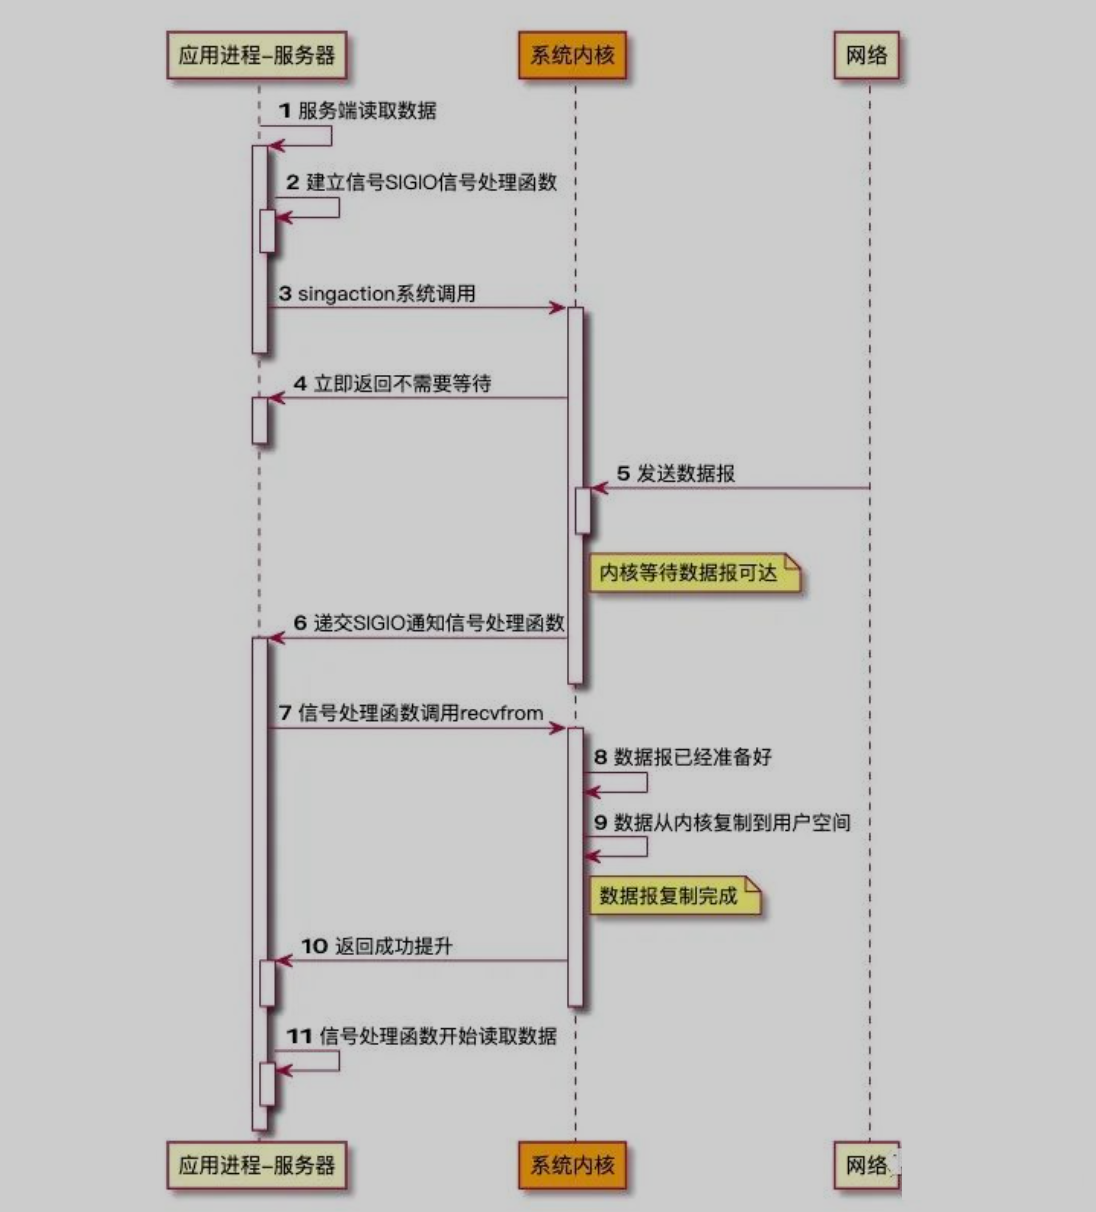 应用进程-服务器
系统内核
网络
1 服务端读取数据
2 建立信号SIGIO信号处理函数
3 singaction系统调用
4 立即返回不需要等待
5 发送数据报
内核等待数据报可达
6 递交SIGIO通知信号处理函数
7 信号处理函数调用recvfrom
8 数据报已经准备好
9 数据从内核复制到用户空间
数据报复制完成
10 返回成功提升
11 信号处理函数开始读取数据
应用进程-服务器
系统内核
网络